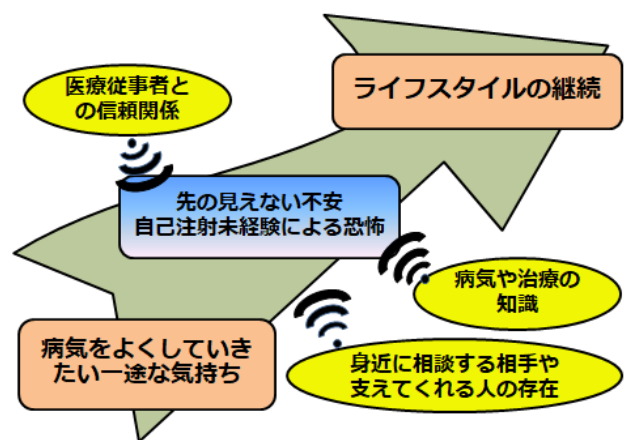 医療従事者と
の信頼関係
ライフスタイルの継続
先の見えない不安
自己注射未経験による恐怖
病気や治療の
知識
病気をよくしていき
たい一途な気持ち
身近に相談する相手や
支えてくれる人の存在